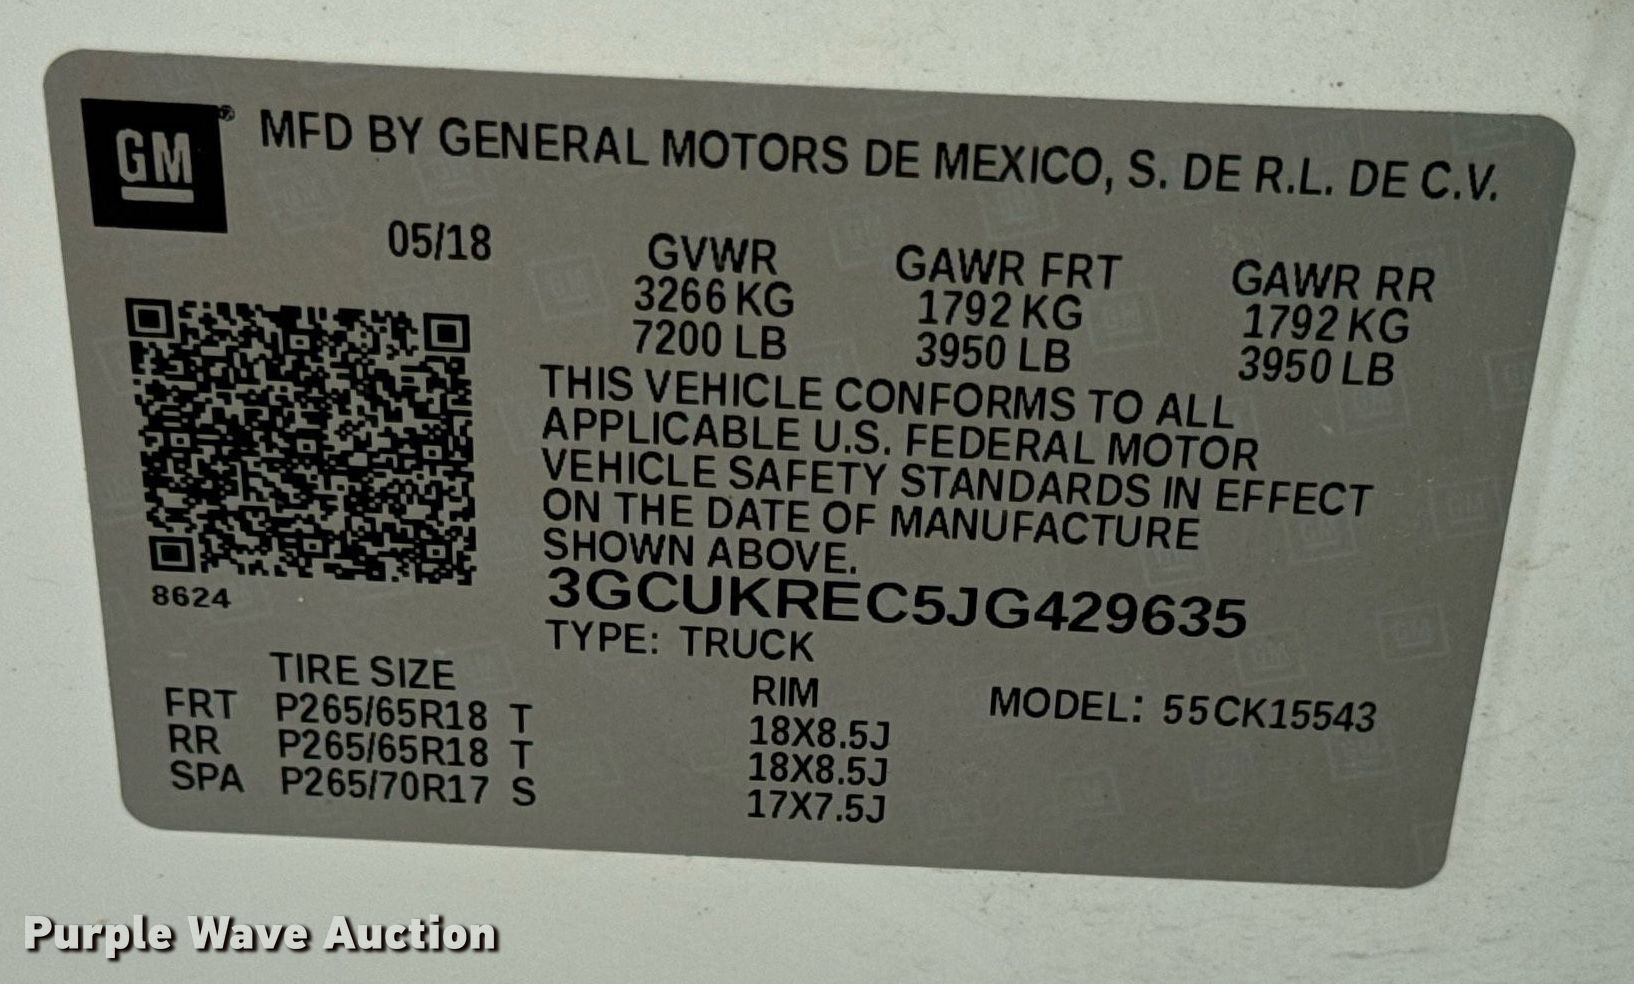 GM® MFD BY GENERAL MOTORS DE MEXICO, S. DE R.L. DE C.V.
05/18 GVWR GAWR FRT GAWR RR
3266 KG 1792 KG 1792 KG
7200 LB 3950 LB 3950 LB
THIS VEHICLE CONFORMS TO ALL
APPLICABLE U.S. FEDERAL MOTOR
VEHICLE SAFETY STANDARDS IN EFFECT
ON THE DATE OF MANUFACTURE
SHOWN ABOVE.
8624
3GCUKREC5JG429635
TYPE: TRUCK
TIRE SIZE RIM MODEL: 55CK15543
FRT P265/65R18 T 18X8.5J
RR P265/65R18 T 18X8.5J
SPA P265/70R17 S 17X7.5J
Purple Wave Auction